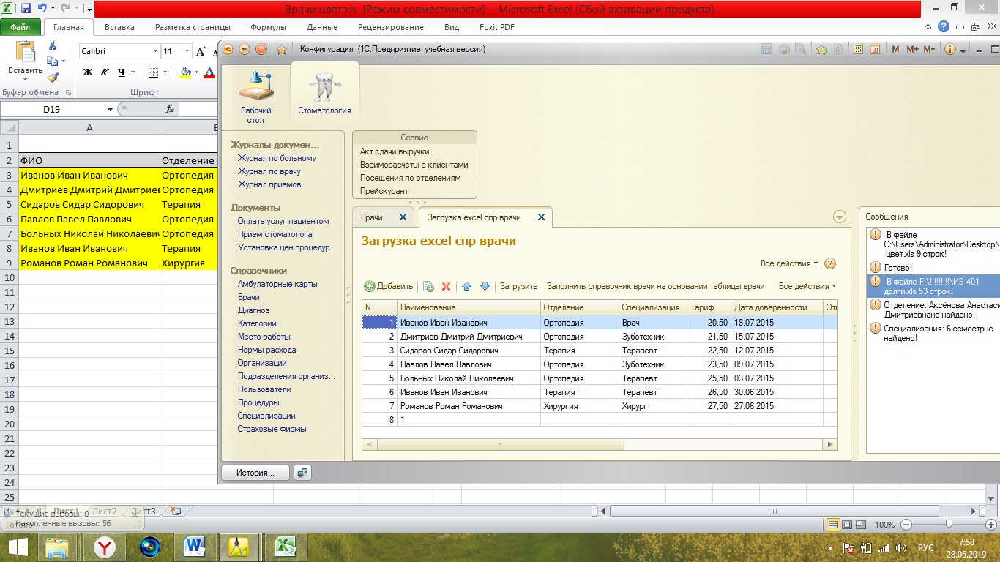 Врачи цвет.xls [Режим совместимости] - Microsoft Excel (Сбой активации продукта)
Файл Главная Вставка Разметка страницы Формулы Данные Рецензирование Вид Foxit PDF
Вставить
Calibri 11
Ж К Ч
Буфер обмена Шрифт
D19 fx
A
1
2 ФИО Отделение
3 Иванов Иван Иванович Ортопедия
4 Дмитриев Дмитрий Дмитриев Ортопедия
5 Сидаров Сидар Сидорович Терапия
6 Павлов Павел Павлович Ортопедия
7 Больных Николай Николаевич Ортопедия
8 Иванов Иван Иванович Терапия
9 Романов Роман Романович Хирургия
10
11
12
13
14
15
16
17
18
19
20
21
22
23
24
25
Конфигурация (1С:Предприятие, учебная версия)
M M+ M-
Рабочий
стол
Стоматология
Журналы докумен...
Журнал по больному
Журнал по врачу
Журнал приемов
Документы
Оплата услуг пациентом
Прием стоматолога
Установка цен процедур
Справочники
Амбулаторные карты
Врачи
Диагноз
Категории
Место работы
Нормы расхода
Организации
Подразделения организ...
Пользователи
Процедуры
Специализации
Страховые фирмы
Сервис
Акт сдачи выручки
Взаиморасчеты с клиентами
Посещения по отделениям
Прейскурант
Врачи Загрузка excel спр врачи
Загрузка excel спр врачи
Все действия
Добавить Загрузить Заполнить справочник врачи на основании таблицы врачи Все действия
N Наименование Отделение Специализация Тариф Дата доверенности Отв
1 Иванов Иван Иванович Ортопедия Врач 20,50 18.07.2015
2 Дмитриев Дмитрий Дмитриевич Ортопедия Зуботехник 21,50 15.07.2015
3 Сидаров Сидар Сидорович Терапия Терапевт 22,50 12.07.2015
4 Павлов Павел Павлович Ортопедия Зуботехник 23,50 09.07.2015
5 Больных Николай Николаевич Ортопедия Терапевт 25,50 03.07.2015
6 Иванов Иван Иванович Терапия Терапевт 26,50 30.06.2015
7 Романов Роман Романович Хирургия Хирург 27,50 27.06.2015
8 1
Сообщения
В файле
C:\Users\Administrator\Desktop\
цвет.xls 9 строк!
Готово!
В файле F:\!!!!!!!!!\ИЭ-401
долги.xls 53 строк!
Отделение: Аксёнова Анастаси
Дмитриевнане найдено!
Специализация: 6 семестрне
найдено!
История...
Лист1 Лист2 Лист3
Текущие вызовы: 0
Накопленные вызовы: 56
Готово
100%
РУС
7:58
28.05.2019